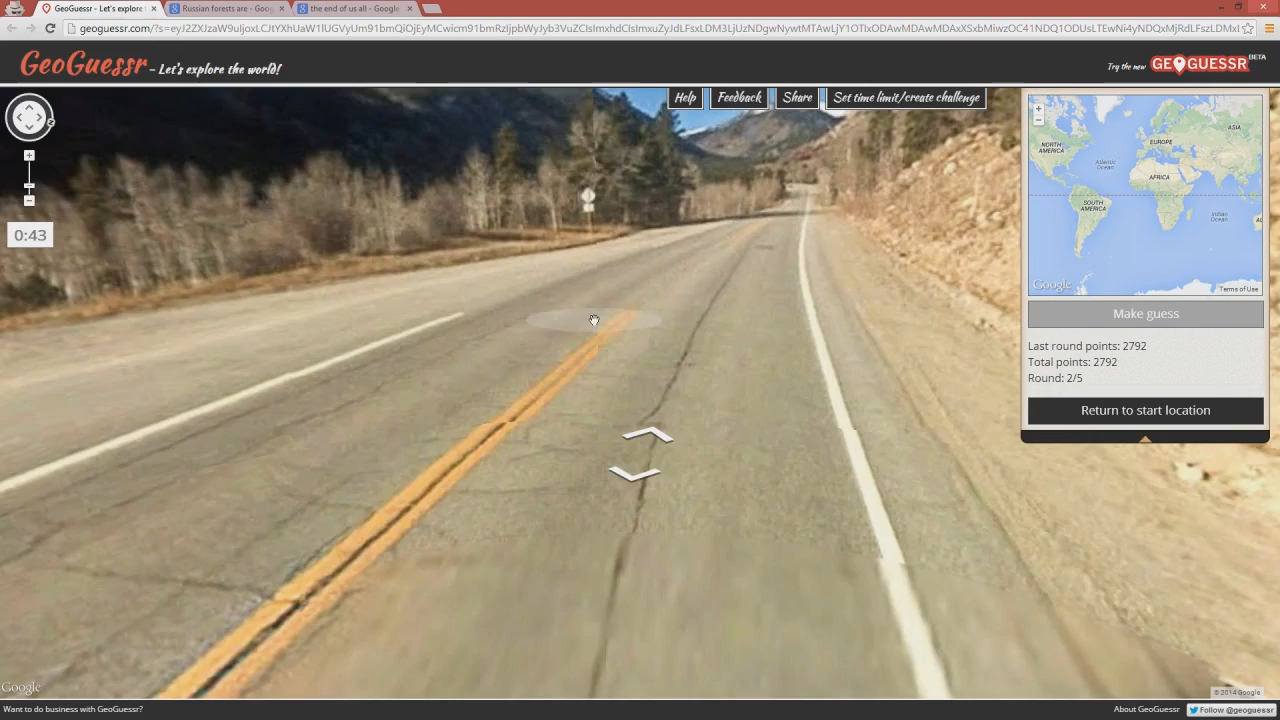 GeoGuessr - Let's explore
Russian forests are - Goog
the end of us all - Google
GeoGuessr – Let's explore the world!
Try the new GEOGUESSR BETA
Help
Feedback
Share
Set time limit/create challenge
0:43
NORTH AMERICA
Atlantic Ocean
EUROPE
ASIA
AFRICA
SOUTH AMERICA
Indian Ocean
Google
Terms of Use
Make guess
Last round points: 2792
Total points: 2792
Round: 2/5
Return to start location
Google
© 2014 Google
Want to do business with GeoGuessr?
About GeoGuessr
Follow @geoguessr